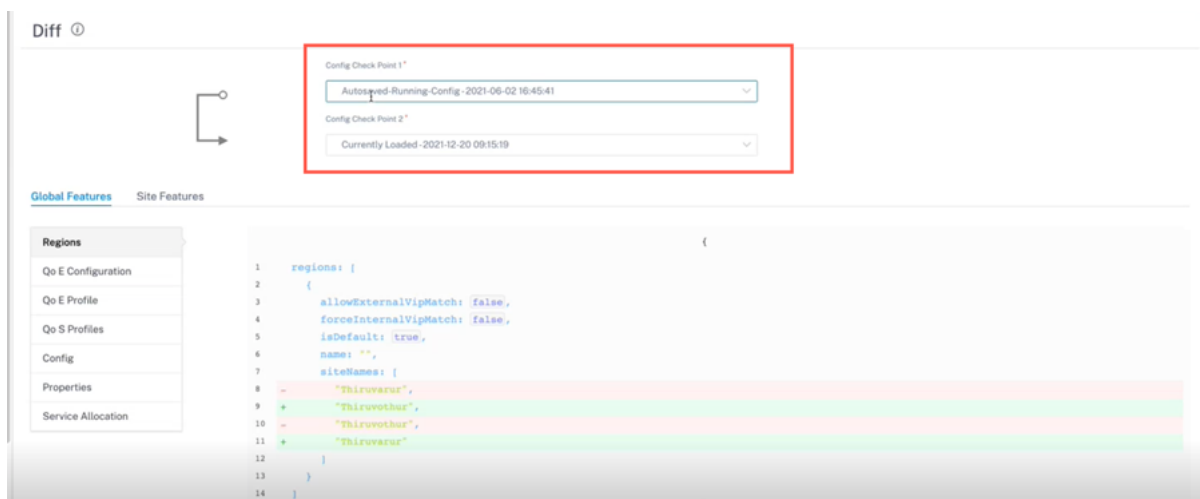 Diff
Config Check Point 1*
Autosaved-Running-Config - 2021-06-02 16:45:41
Config Check Point 2*
Currently Loaded - 2021-12-20 09:15:19
Global Features Site Features
Regions
Qo E Configuration
Qo E Profile
Qo S Profiles
Config
Properties
Service Allocation
{
1 regions: [
2 {
3 allowExternalVipMatch: false,
4 forceInternalVipMatch: false,
5 isDefault: true,
6 name: "",
7 siteNames: [
8 - "Thiruvarur",
9 + "Thiruvothur",
10 - "Thiruvothur",
11 + "Thiruvarur"
12 ]
13 }
14 ]